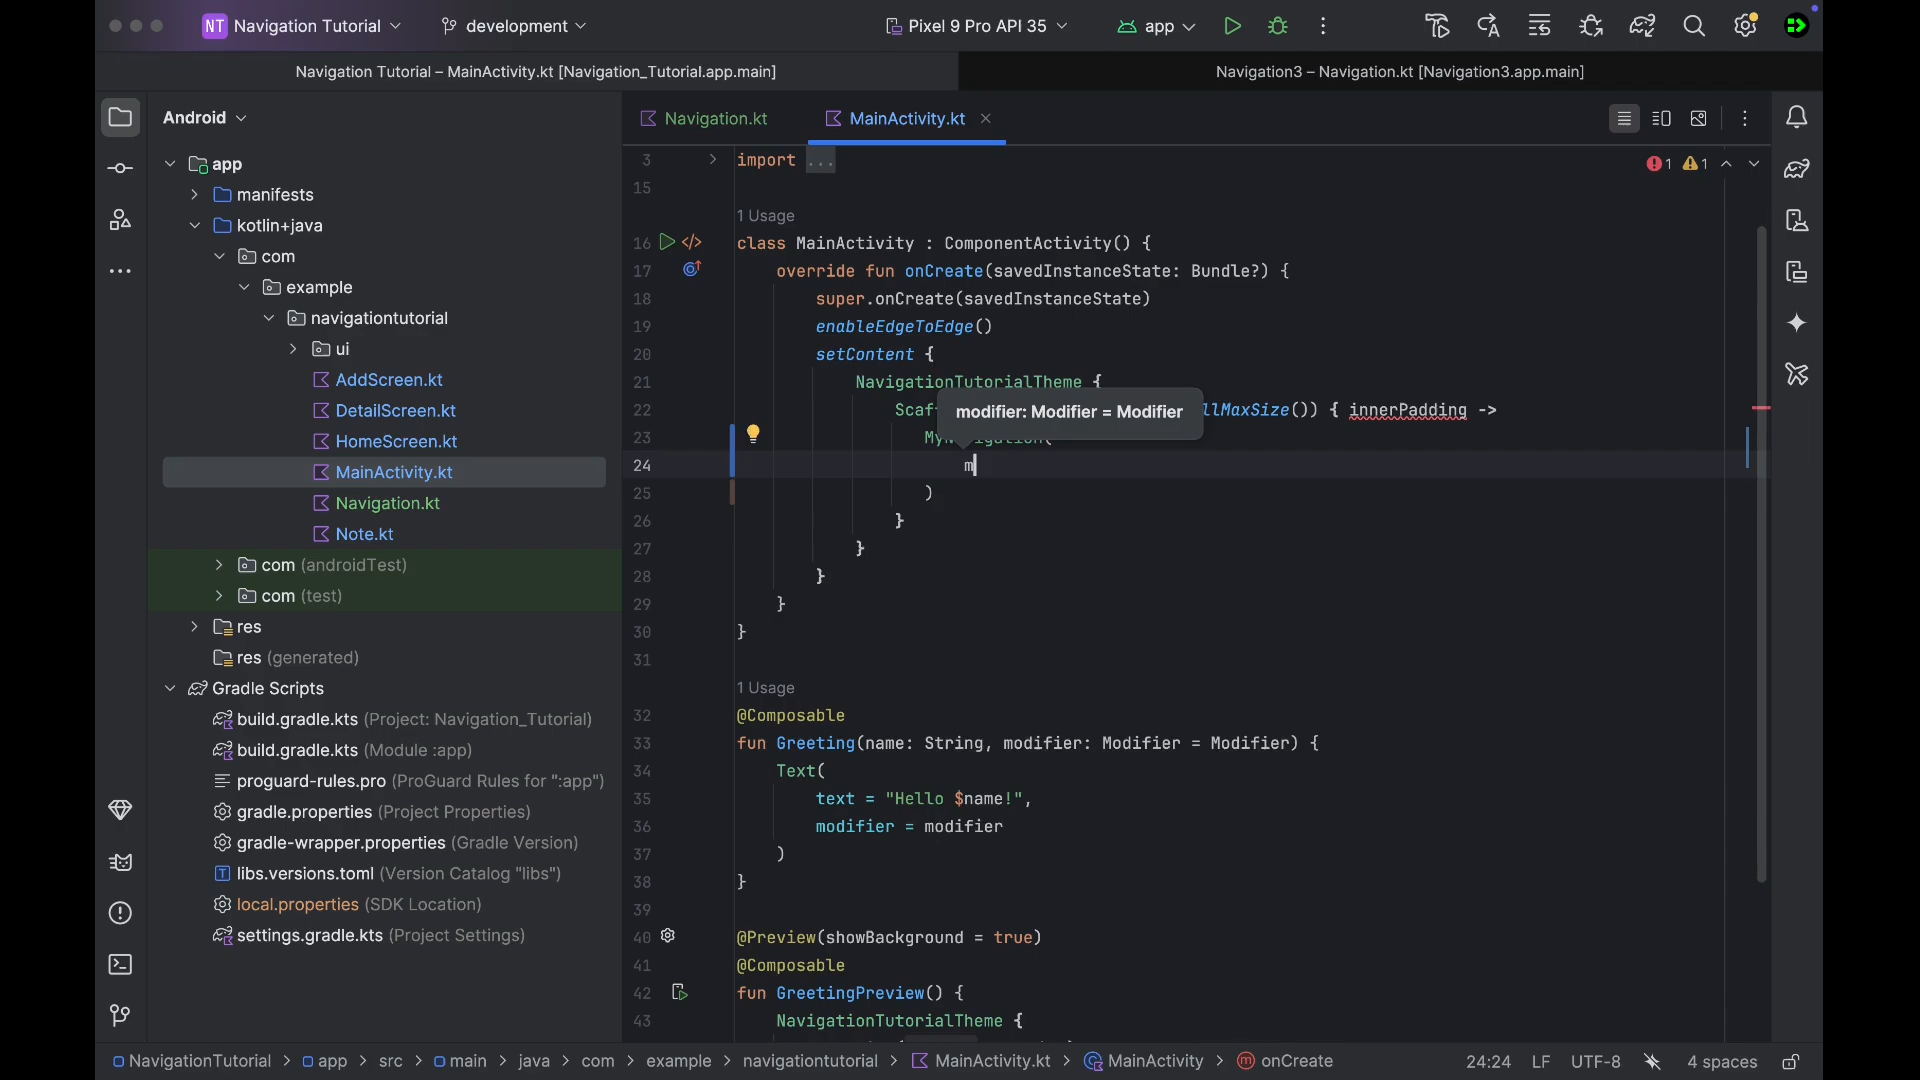 NT Navigation Tutorial
development
Pixel 9 Pro API 35
app
Navigation Tutorial – MainActivity.kt [Navigation_Tutorial.app.main]
Navigation3 – Navigation.kt [Navigation3.app.main]
Android
app
manifests
kotlin+java
com
example
navigationtutorial
ui
AddScreen.kt
DetailScreen.kt
HomeScreen.kt
MainActivity.kt
Navigation.kt
Note.kt
com (androidTest)
com (test)
res
res (generated)
Gradle Scripts
build.gradle.kts (Project: Navigation_Tutorial)
build.gradle.kts (Module :app)
proguard-rules.pro (ProGuard Rules for ":app")
gradle.properties (Project Properties)
gradle-wrapper.properties (Gradle Version)
libs.versions.toml (Version Catalog "libs")
local.properties (SDK Location)
settings.gradle.kts (Project Settings)
Navigation.kt
MainActivity.kt
1 1
3 import ...
15
1 Usage
16 class MainActivity : ComponentActivity() {
17 override fun onCreate(savedInstanceState: Bundle?) {
18 super.onCreate(savedInstanceState)
19 enableEdgeToEdge()
20 setContent {
21 NavigationTutorialTheme {
modifier: Modifier = Modifier
22 Scaf llMaxSize()) { innerPadding ->
23
24 m
25 )
26 }
27 }
28 }
29 }
30 }
31
1 Usage
32 @Composable
33 fun Greeting(name: String, modifier: Modifier = Modifier) {
34 Text(
35 text = "Hello $name!",
36 modifier = modifier
37 )
38 }
39
40 @Preview(showBackground = true)
41 @Composable
42 fun GreetingPreview() {
43 NavigationTutorialTheme {
NavigationTutorial > app > src > main > java > com > example > navigationtutorial > MainActivity.kt > MainActivity > onCreate
24:24 LF UTF-8 4 spaces